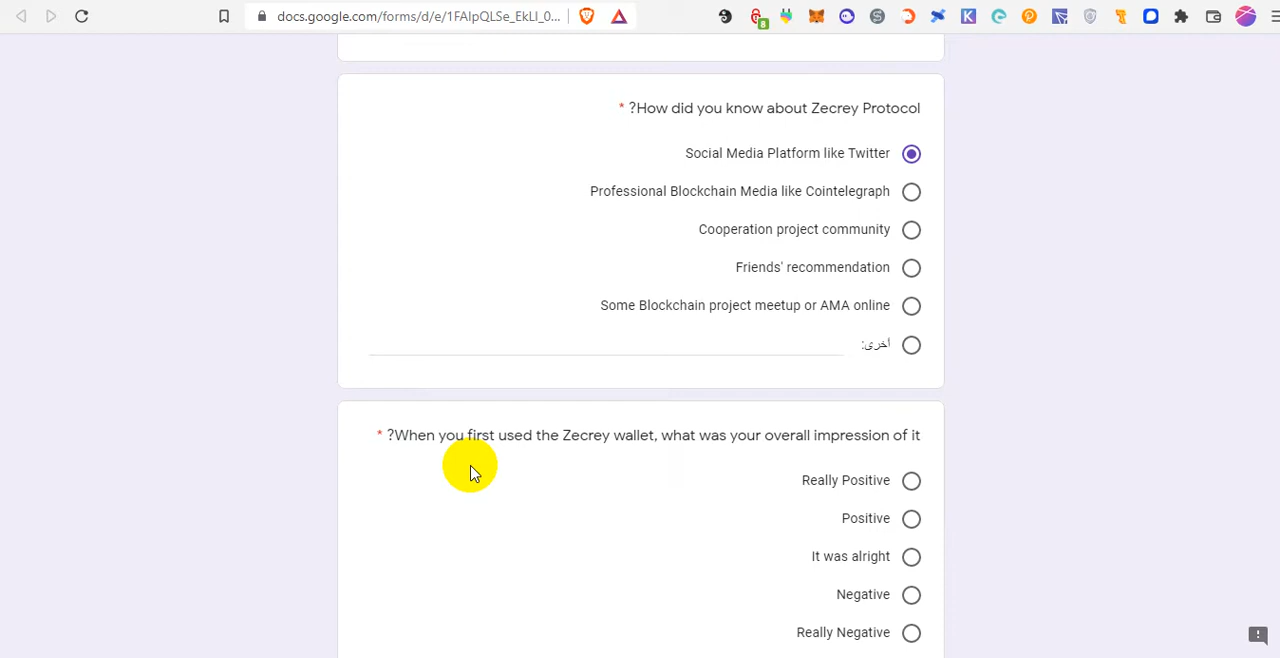 docs.google.com/forms/d/e/1FAIpQLSe_EkLI_0...
8
* ?How did you know about Zecrey Protocol
Social Media Platform like Twitter
Professional Blockchain Media like Cointelegraph
Cooperation project community
Friends' recommendation
Some Blockchain project meetup or AMA online
أخرى:
* ?When you first used the Zecrey wallet, what was your overall impression of it
Really Positive
Positive
It was alright
Negative
Really Negative